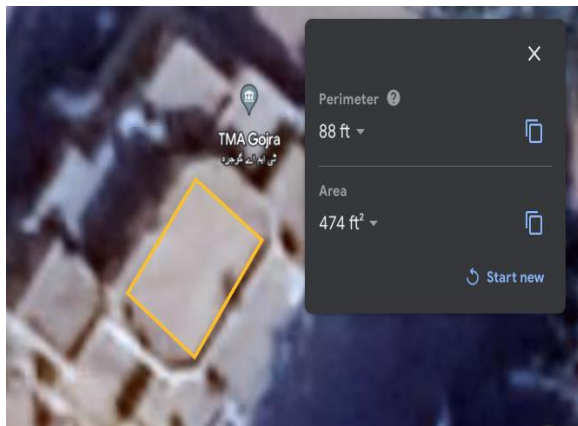 TMA Gojra
ٹی ایم اے گوجرہ
Perimeter ?
88 ft
Area
474 ft²
Start new